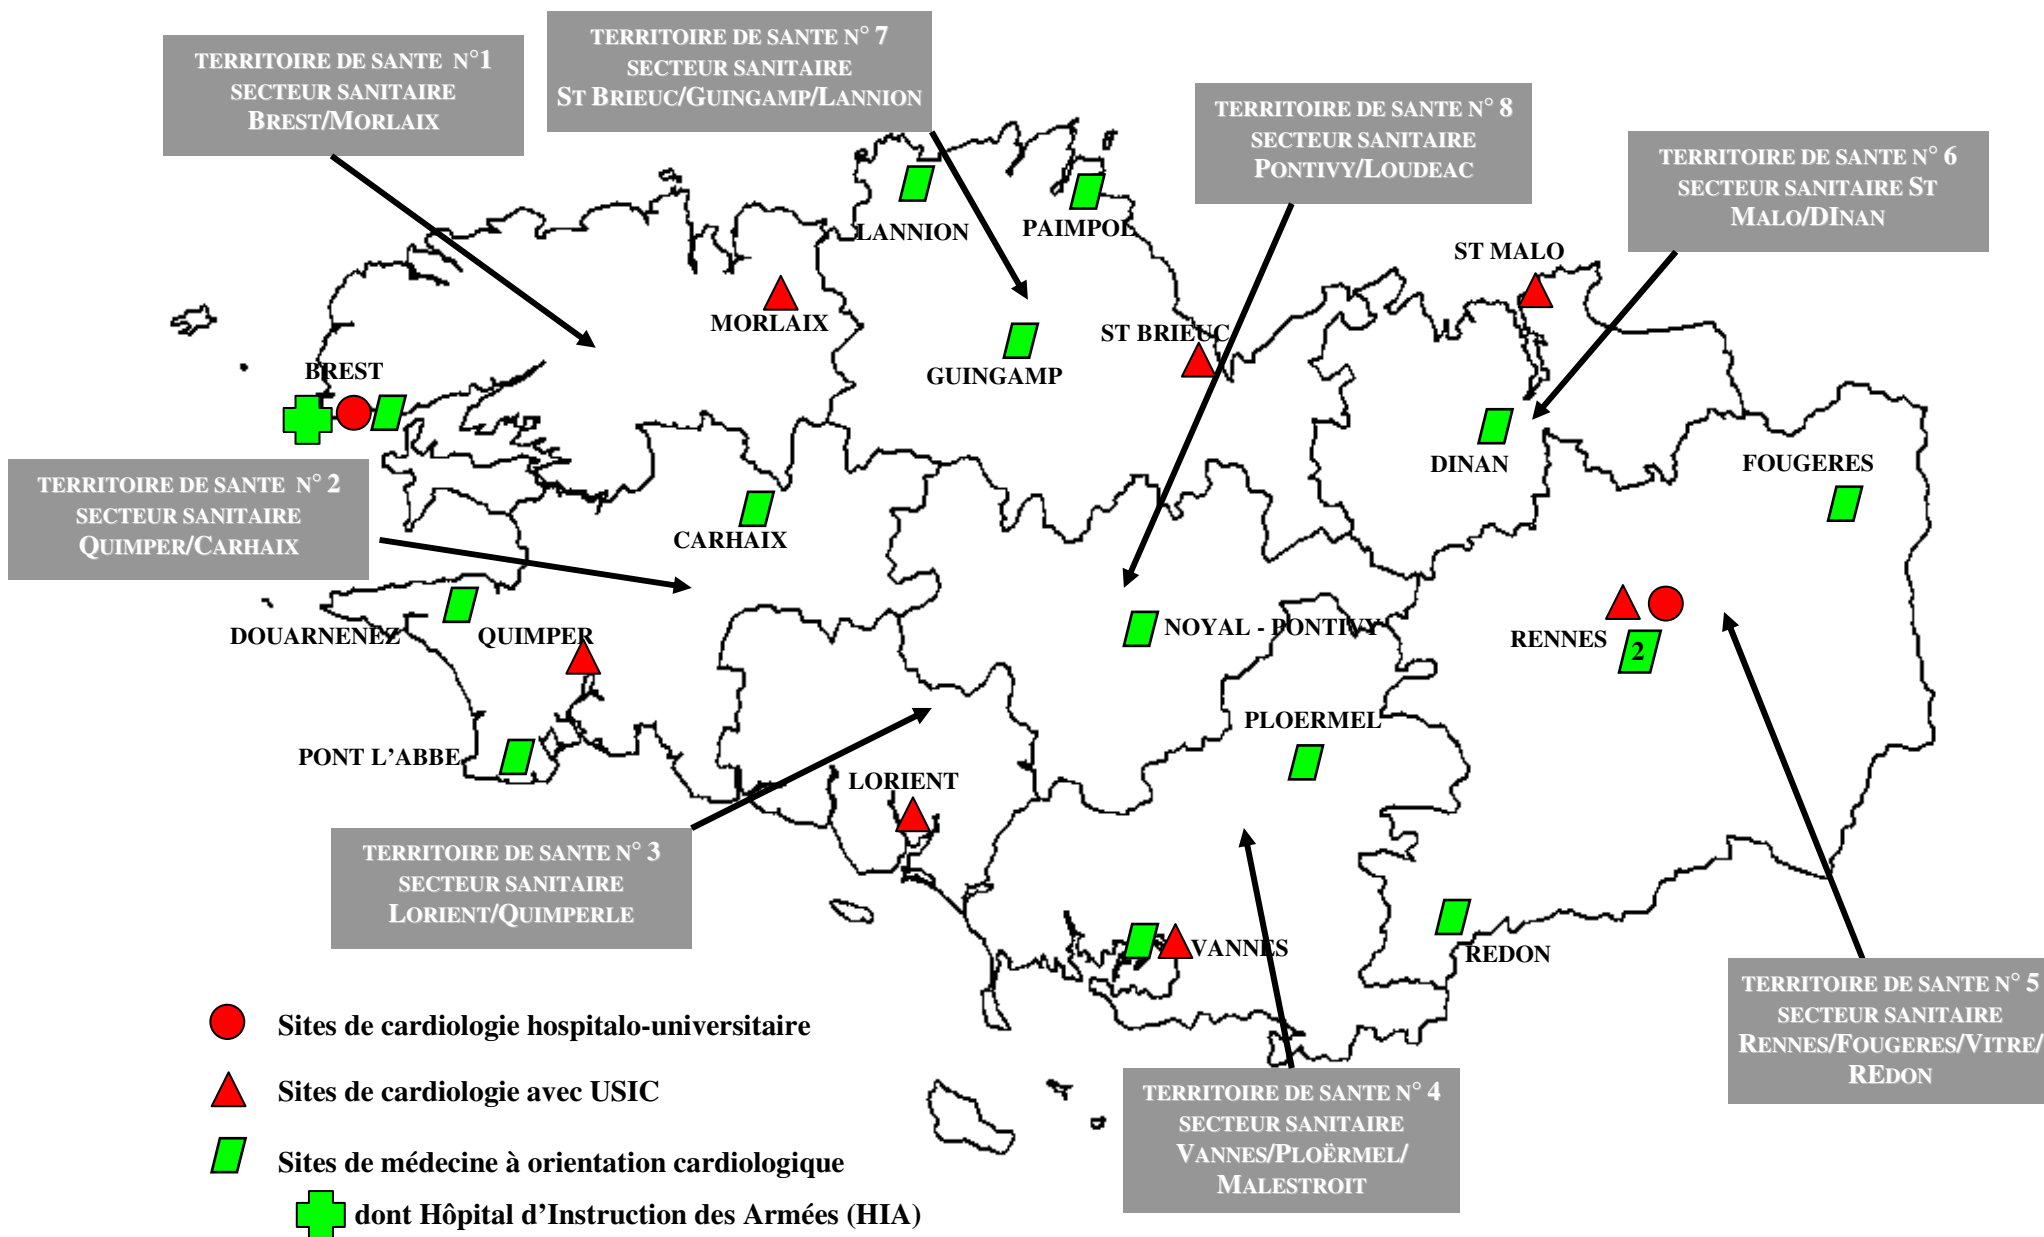 TERRITOIRE DE SANTE N°1
SECTEUR SANITAIRE
BREST/MORLAIX
TERRITOIRE DE SANTE N° 7
SECTEUR SANITAIRE
ST BRIEUC/GUINGAMP/LANNION
TERRITOIRE DE SANTE N° 8
SECTEUR SANITAIRE
PONTIVY/LOUDEAC
TERRITOIRE DE SANTE N° 6
SECTEUR SANITAIRE ST
MALO/DINAN
LANNION
PAIMPOL
ST MALO
MORLAIX
ST BRIEUC
BREST
GUINGAMP
DINAN
FOUGERES
TERRITOIRE DE SANTE N° 2
SECTEUR SANITAIRE
QUIMPER/CARHAIX
CARHAIX
DOUARNENEZ
QUIMPER
NOYAL - PONTIVY
RENNES
2
PLOERMEL
PONT L'ABBE
LORIENT
TERRITOIRE DE SANTE N° 3
SECTEUR SANITAIRE
LORIENT/QUIMPERLE
VANNES
REDON
TERRITOIRE DE SANTE N° 5
SECTEUR SANITAIRE
RENNES/FOUGERES/VITRE/
REDON
TERRITOIRE DE SANTE N° 4
SECTEUR SANITAIRE
VANNES/PLOËRMEL/
MALESTROIT
Sites de cardiologie hospitalo-universitaire
Sites de cardiologie avec USIC
Sites de médecine à orientation cardiologique
dont Hôpital d'Instruction des Armées (HIA)